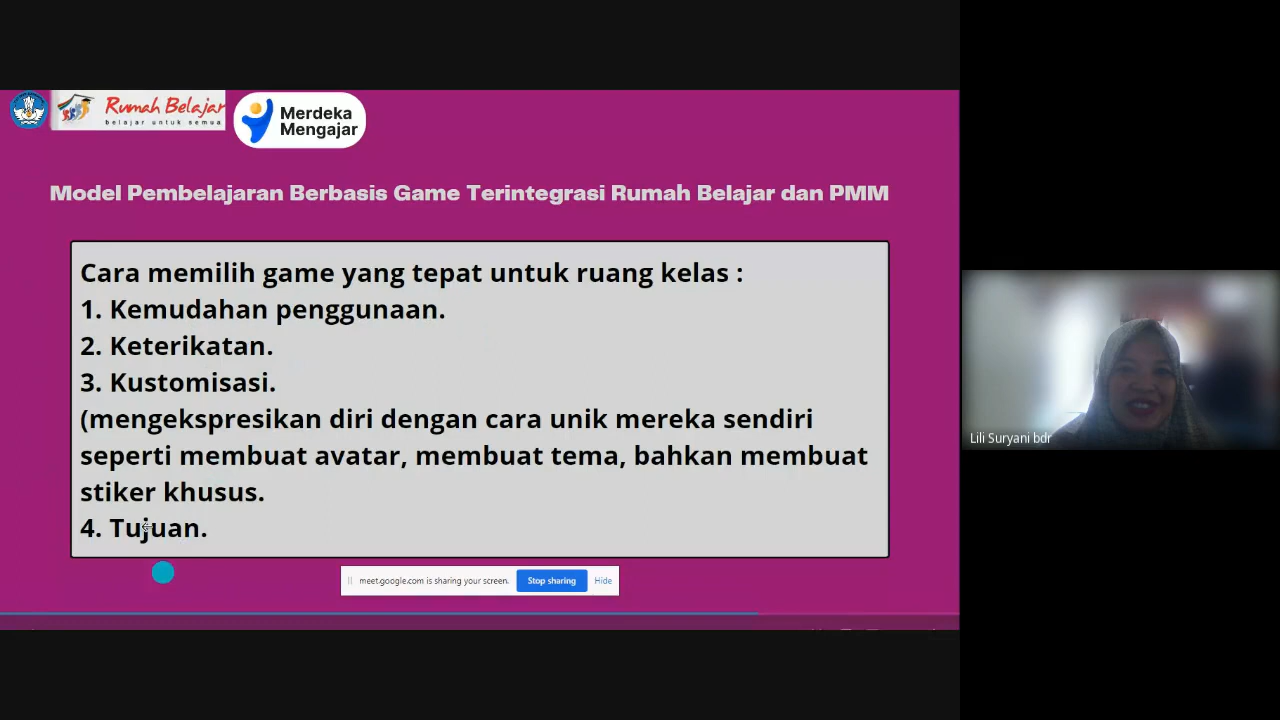 Rumah Belajar
belajar untuk semua
Merdeka
Mengajar
Model Pembelajaran Berbasis Game Terintegrasi Rumah Belajar dan PMM
Cara memilih game yang tepat untuk ruang kelas :
1. Kemudahan penggunaan.
2. Keterikatan.
3. Kustomisasi.
(mengekspresikan diri dengan cara unik mereka sendiri
seperti membuat avatar, membuat tema, bahkan membuat
stiker khusus.
4. Tujuan.
meet.google.com is sharing your screen.
Stop sharing
Hide
Lili Suryani bdr